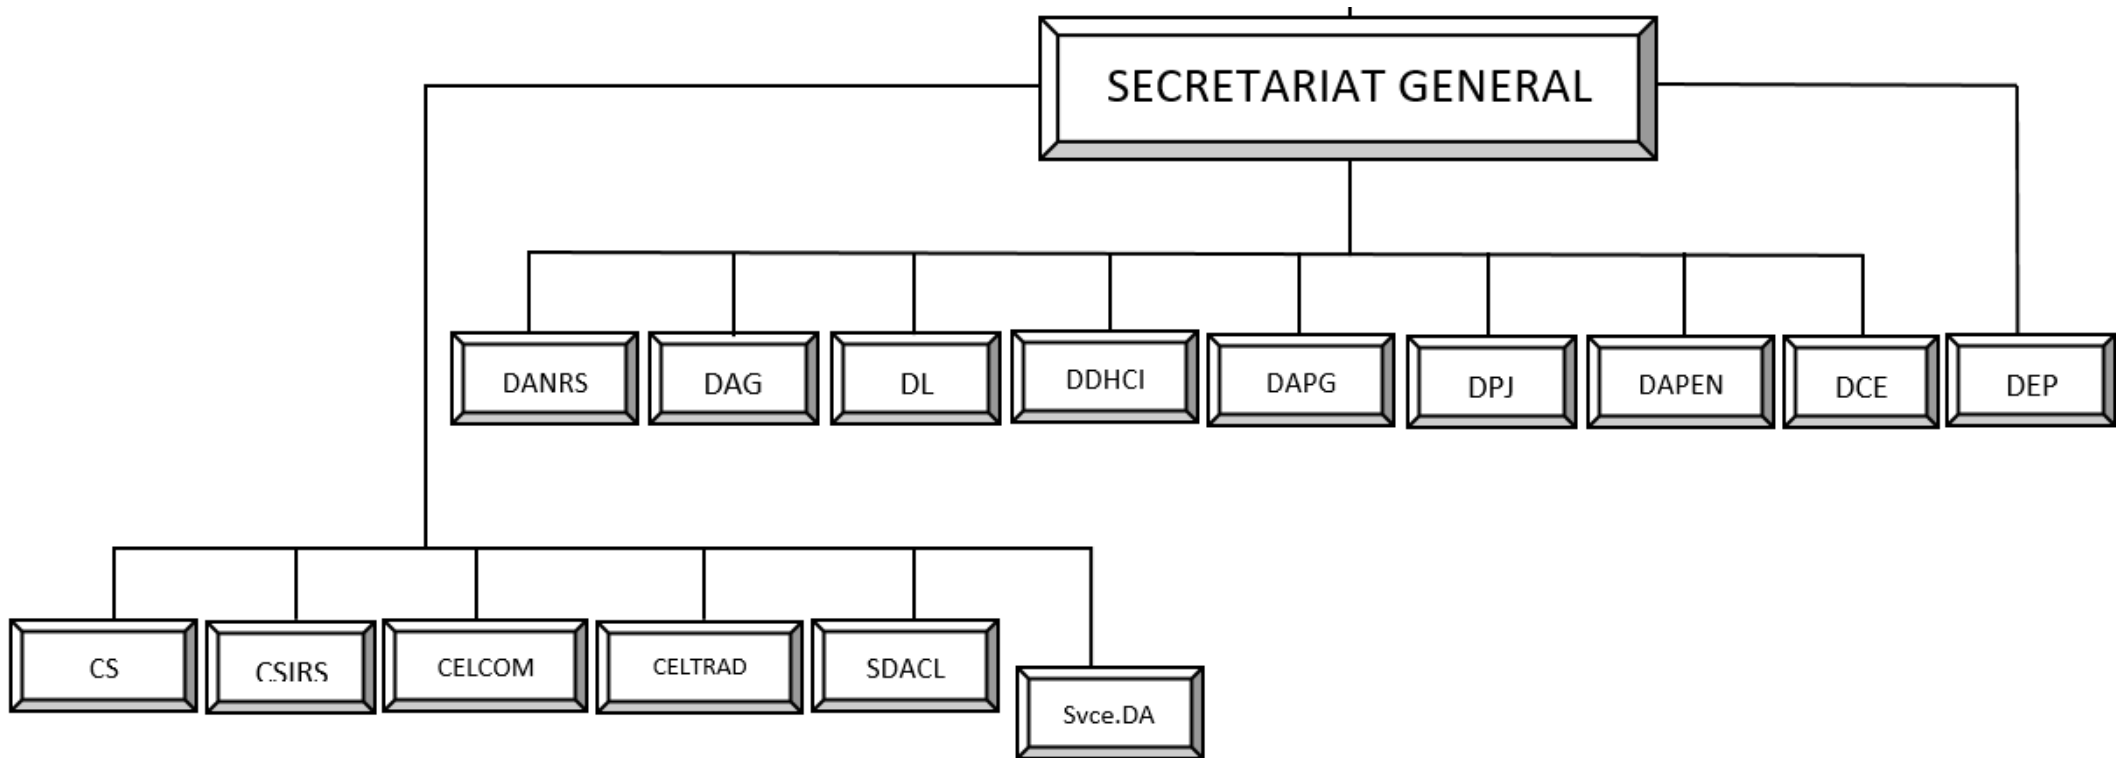 SECRETARIAT GENERAL
DANRS
DAG
DL
DDHCI
DAPG
DPJ
DAPEN
DCE
DEP
CS
CSIRS
CELCOM
CELTRAD
SDACL
Svce.DA